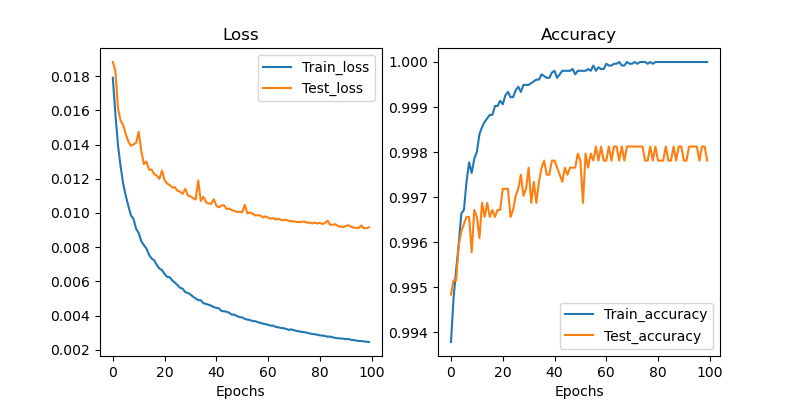 Loss
0.018
0.016
0.014
0.012
0.010
0.008
0.006
0.004
0.002
0 20 40 60 80 100
Epochs
Train_loss
Test_loss
Accuracy
1.000
0.999
0.998
0.997
0.996
0.995
0.994
0 20 40 60 80 100
Epochs
Train_accuracy
Test_accuracy